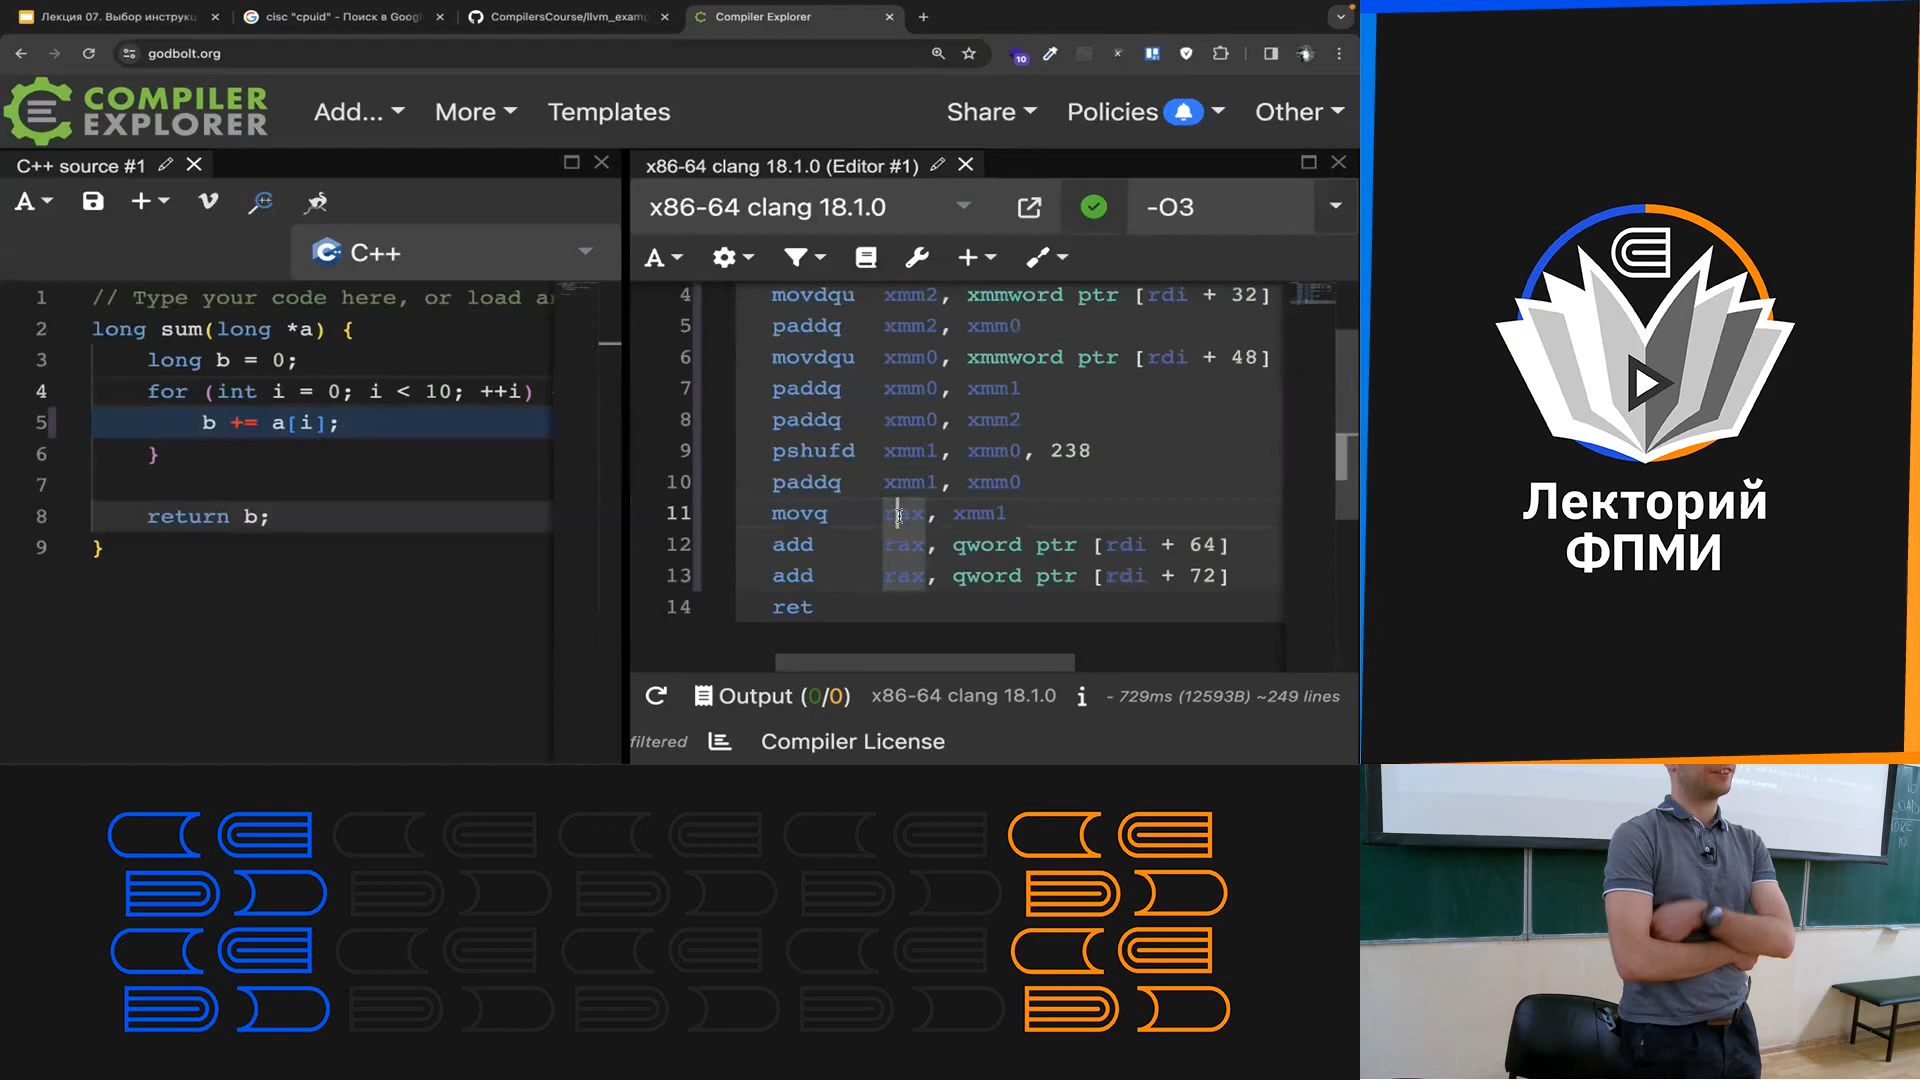 Лекция 07. Выбор инструкц
cisc "cpuid" - Поиск в Goog
CompilersCourse/llvm_exam
Compiler Explorer
godbolt.org
10
COMPILER
EXPLORER
Add...
More
Templates
Share
Policies
Other
C++ source #1
x86-64 clang 18.1.0 (Editor #1)
x86-64 clang 18.1.0
-O3
C++
1 // Type your code here, or load a
2 long sum(long *a) {
3 long b = 0;
4 for (int i = 0; i < 10; ++i)
5 b += a[i];
6 }
7
8 return b;
9 }
4 movdqu xmm2, xmmword ptr [rdi + 32]
5 paddq xmm2, xmm0
6 movdqu xmm0, xmmword ptr [rdi + 48]
7 paddq xmm0, xmm1
8 paddq xmm0, xmm2
9 pshufd xmm1, xmm0, 238
10 paddq xmm1, xmm0
11 movq rax, xmm1
12 add rax, qword ptr [rdi + 64]
13 add rax, qword ptr [rdi + 72]
14 ret
Output (0/0) x86-64 clang 18.1.0 i - 729ms (12593B) ~249 lines
filtered
Compiler License
Лекторий
ФПМИ